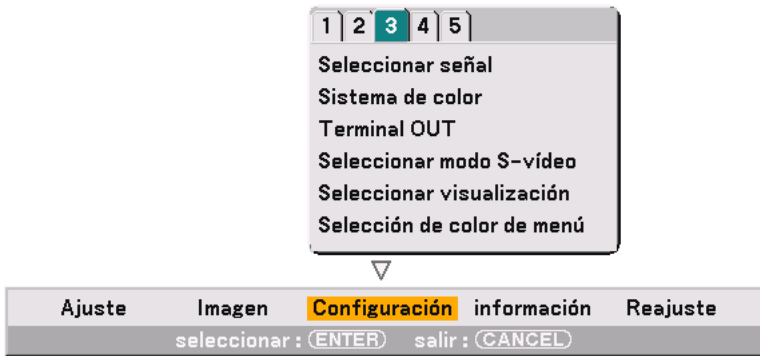 1 2 3 4 5
Seleccionar señal
Sistema de color
Terminal OUT
Seleccionar modo S-vídeo
Seleccionar visualización
Selección de color de menú
Ajuste Imagen Configuración información Reajuste
seleccionar : ENTER salir : CANCEL